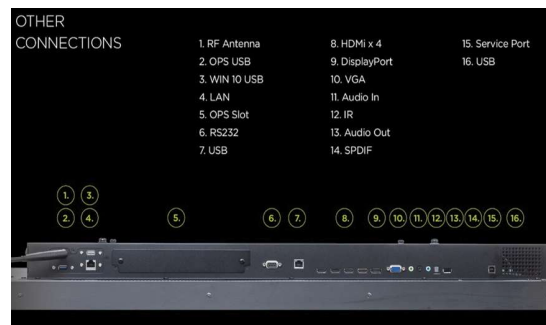 OTHER
CONNECTIONS
1. RF Antenna
2. OPS USB
3. WIN 10 USB
4. LAN
5. OPS Slot
6. RS232
7. USB
8. HDMi x 4
9. DisplayPort
10. VGA
11. Audio In
12. IR
13. Audio Out
14. SPDIF
15. Service Port
16. USB
1. 3.
2. 4. 5. 6. 7. 8. 9. 10. 11. 12. 13. 14. 15. 16.